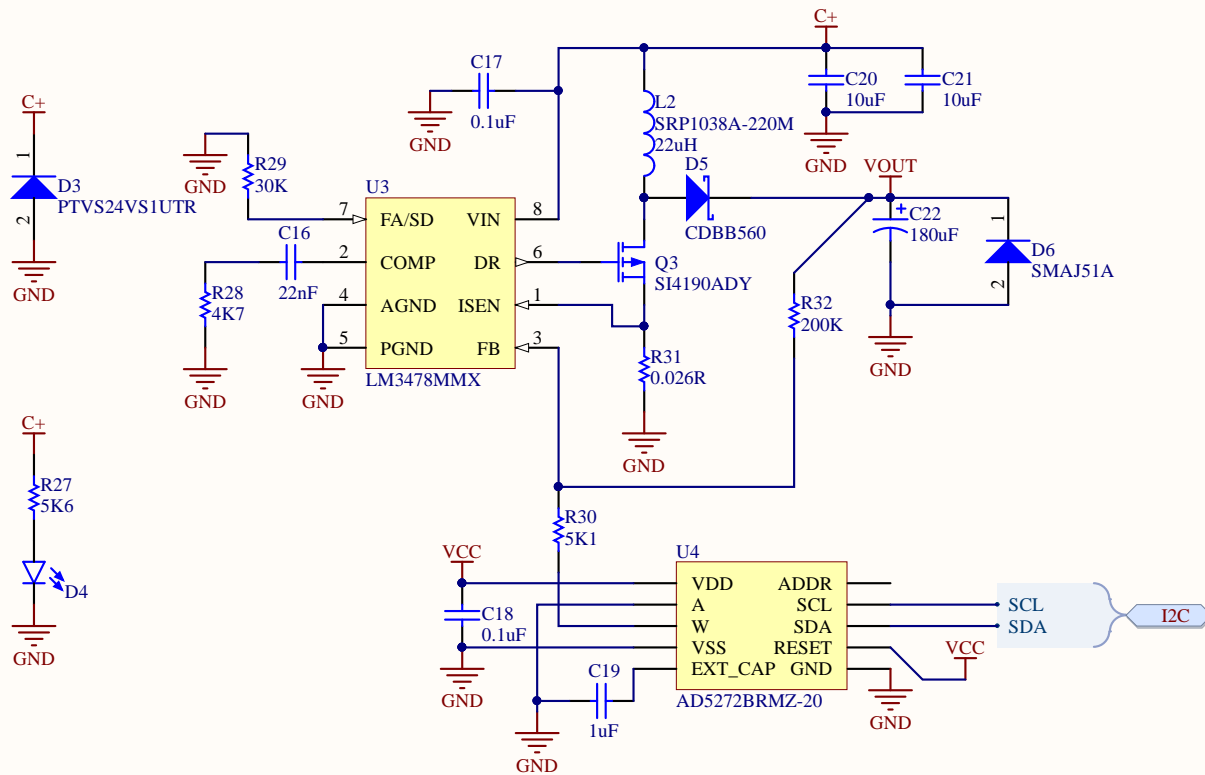 C+
C17
0.1uF
GND
C20
10uF
C21
10uF
GND
L2
SRP1038A-220M
22uH
C+
1
D3
PTVS24VS1UTR
2
GND
GND
R29
30K
C16
22nF
R28
4K7
GND
U3
7
FA/SD
VIN
8
2
COMP
DR
6
4
AGND
ISEN
1
5
PGND
FB
3
LM3478MMX
GND
D5
CDBB560
Q3
SI4190ADY
R31
0.026R
GND
VOUT
C22
+
180uF
1
D6
SMAJ51A
2
GND
R32
200K
C+
R27
5K6
D4
GND
R30
5K1
VCC
C18
0.1uF
GND
C19
1uF
GND
U4
VDD
ADDR
A
SCL
W
SDA
VSS
RESET
EXT_CAP
GND
AD5272BRMZ-20
GND
VCC
SCL
SDA
I2C